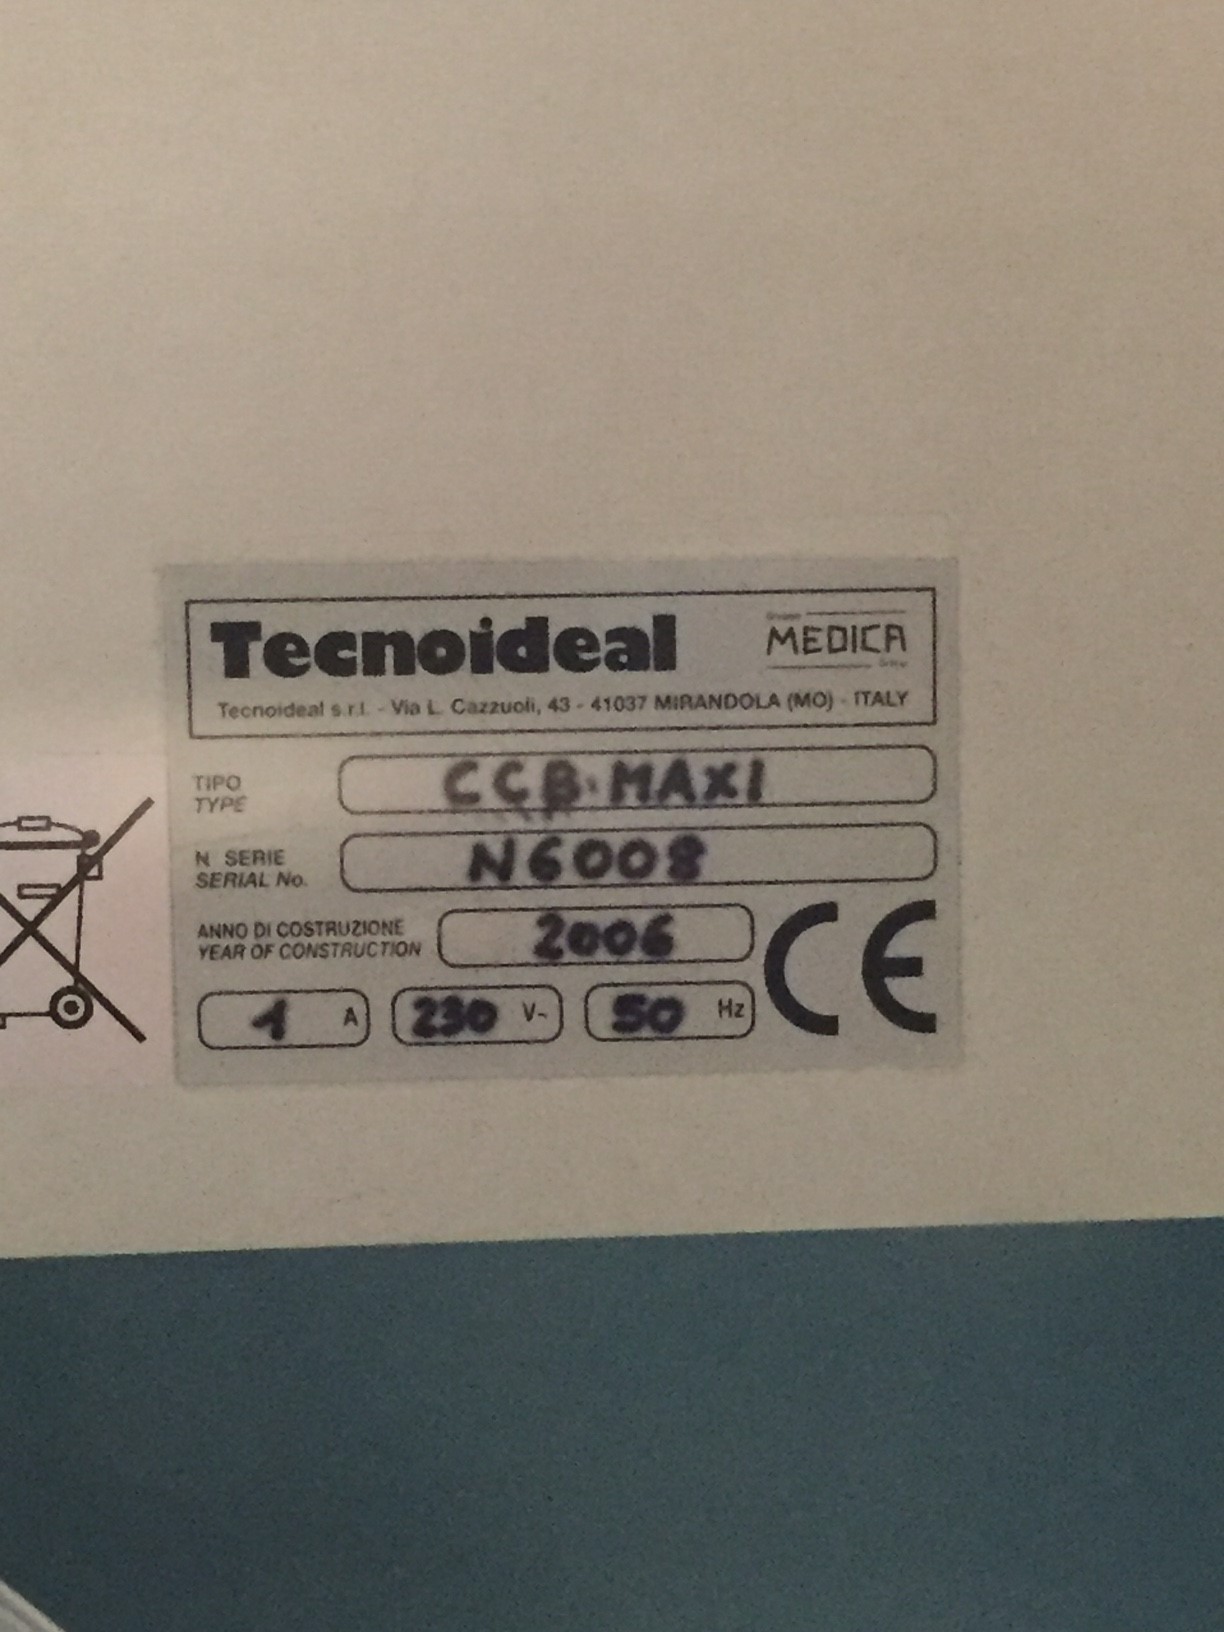 Tecnoideal
MEDICA
Tecnoideal s.r.l. - Via L. Cazzuoli, 43 - 41037 MIRANDOLA (MO) - ITALY
TIPO
TYPE
CCB·MAXI
N SERIE
SERIAL No.
N6008
ANNO DI COSTRUZIONE
YEAR OF CONSTRUCTION
2006
1 A
230 V~
50 Hz
CE